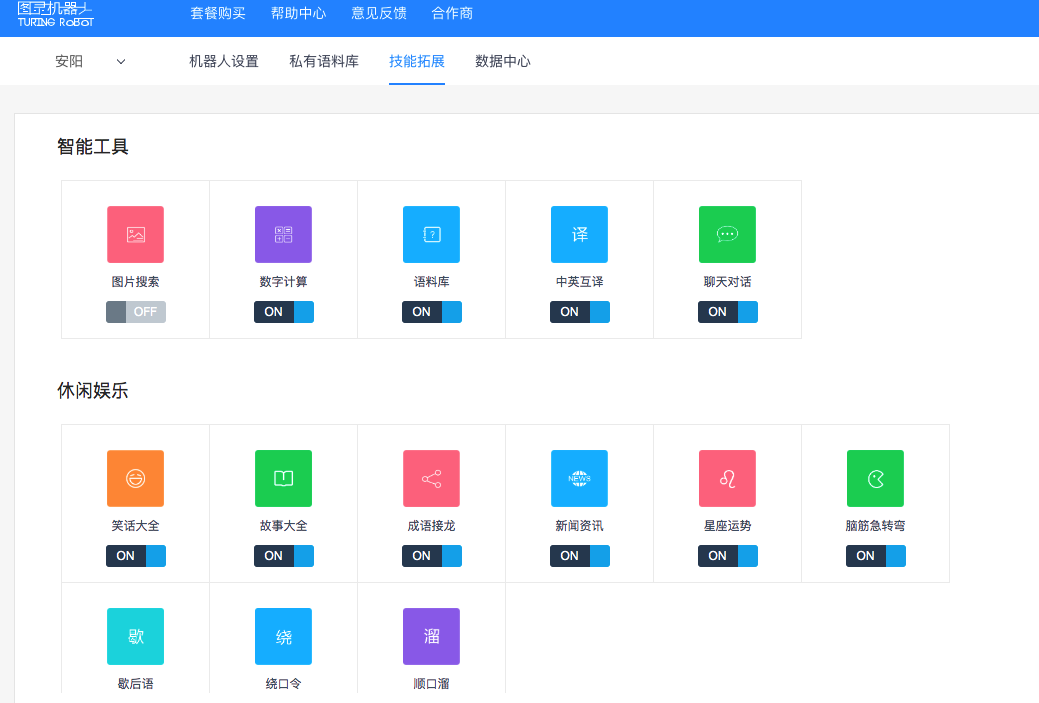 图灵机器人
TURING ROBOT
套餐购买 帮助中心 意见反馈 合作商
安阳 机器人设置 私有语料库 技能拓展 数据中心
智能工具
译
图片搜索 数字计算 语料库 中英互译 聊天对话
OFF ON ON ON ON
休闲娱乐
NEWS
笑话大全 故事大全 成语接龙 新闻资讯 星座运势 脑筋急转弯
ON ON ON ON ON ON
歇 绕 溜
歇后语 绕口令 顺口溜